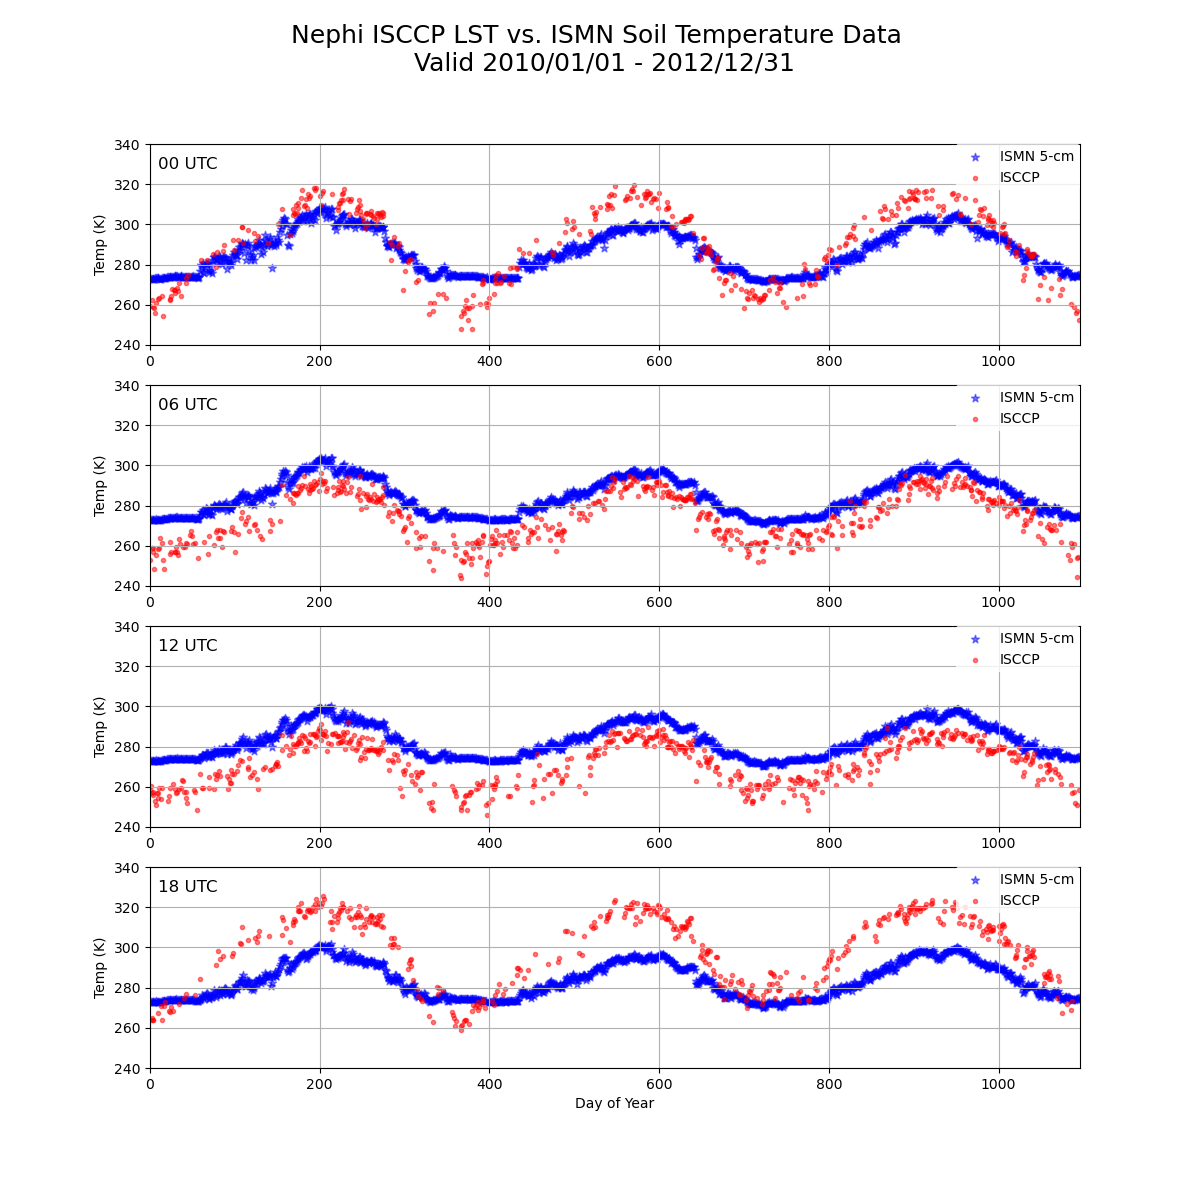 Nephi ISCCP LST vs. ISMN Soil Temperature Data
Valid 2010/01/01 - 2012/12/31
340
320
300
280
260
240
Temp (K)
00 UTC
ISMN 5-cm
ISCCP
0 200 400 600 800 1000
340
320
300
280
260
240
Temp (K)
06 UTC
ISMN 5-cm
ISCCP
0 200 400 600 800 1000
340
320
300
280
260
240
Temp (K)
12 UTC
ISMN 5-cm
ISCCP
0 200 400 600 800 1000
340
320
300
280
260
240
Temp (K)
18 UTC
ISMN 5-cm
ISCCP
0 200 400 600 800 1000
Day of Year